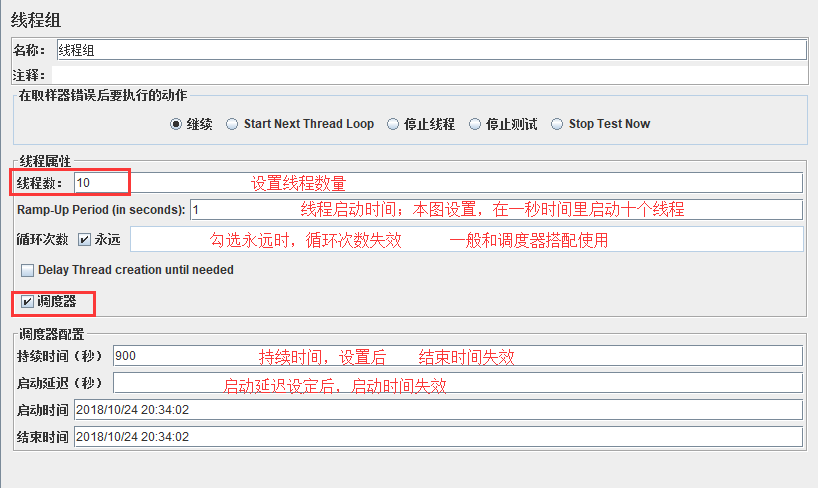 线程组
名称： 线程组
注释：
在取样器错误后要执行的动作
继续 Start Next Thread Loop 停止线程 停止测试 Stop Test Now
线程属性
线程数： 10 设置线程数量
Ramp-Up Period (in seconds): 1 线程启动时间；本图设置，在一秒时间里启动十个线程
循环次数 永远 勾选永远时，循环次数失效 一般和调度器搭配使用
Delay Thread creation until needed
调度器
调度器配置
持续时间（秒） 900 持续时间，设置后 结束时间失效
启动延迟（秒） 启动延迟设定后，启动时间失效
启动时间 2018/10/24 20:34:02
结束时间 2018/10/24 20:34:02